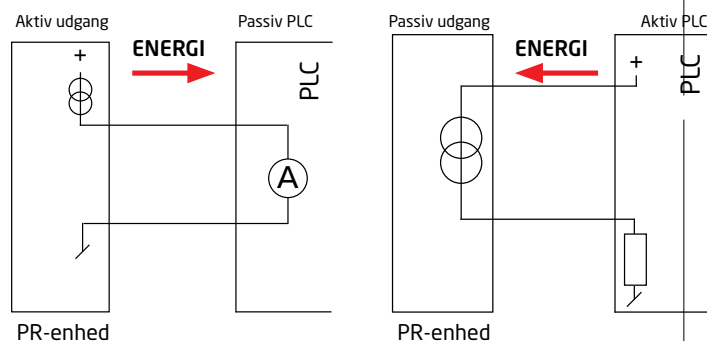 Aktiv udgang
Passiv PLC
ENERGI
+
PLC
A
PR-enhed
Passiv udgang
Aktiv PLC
ENERGI
+
PLC
PR-enhed